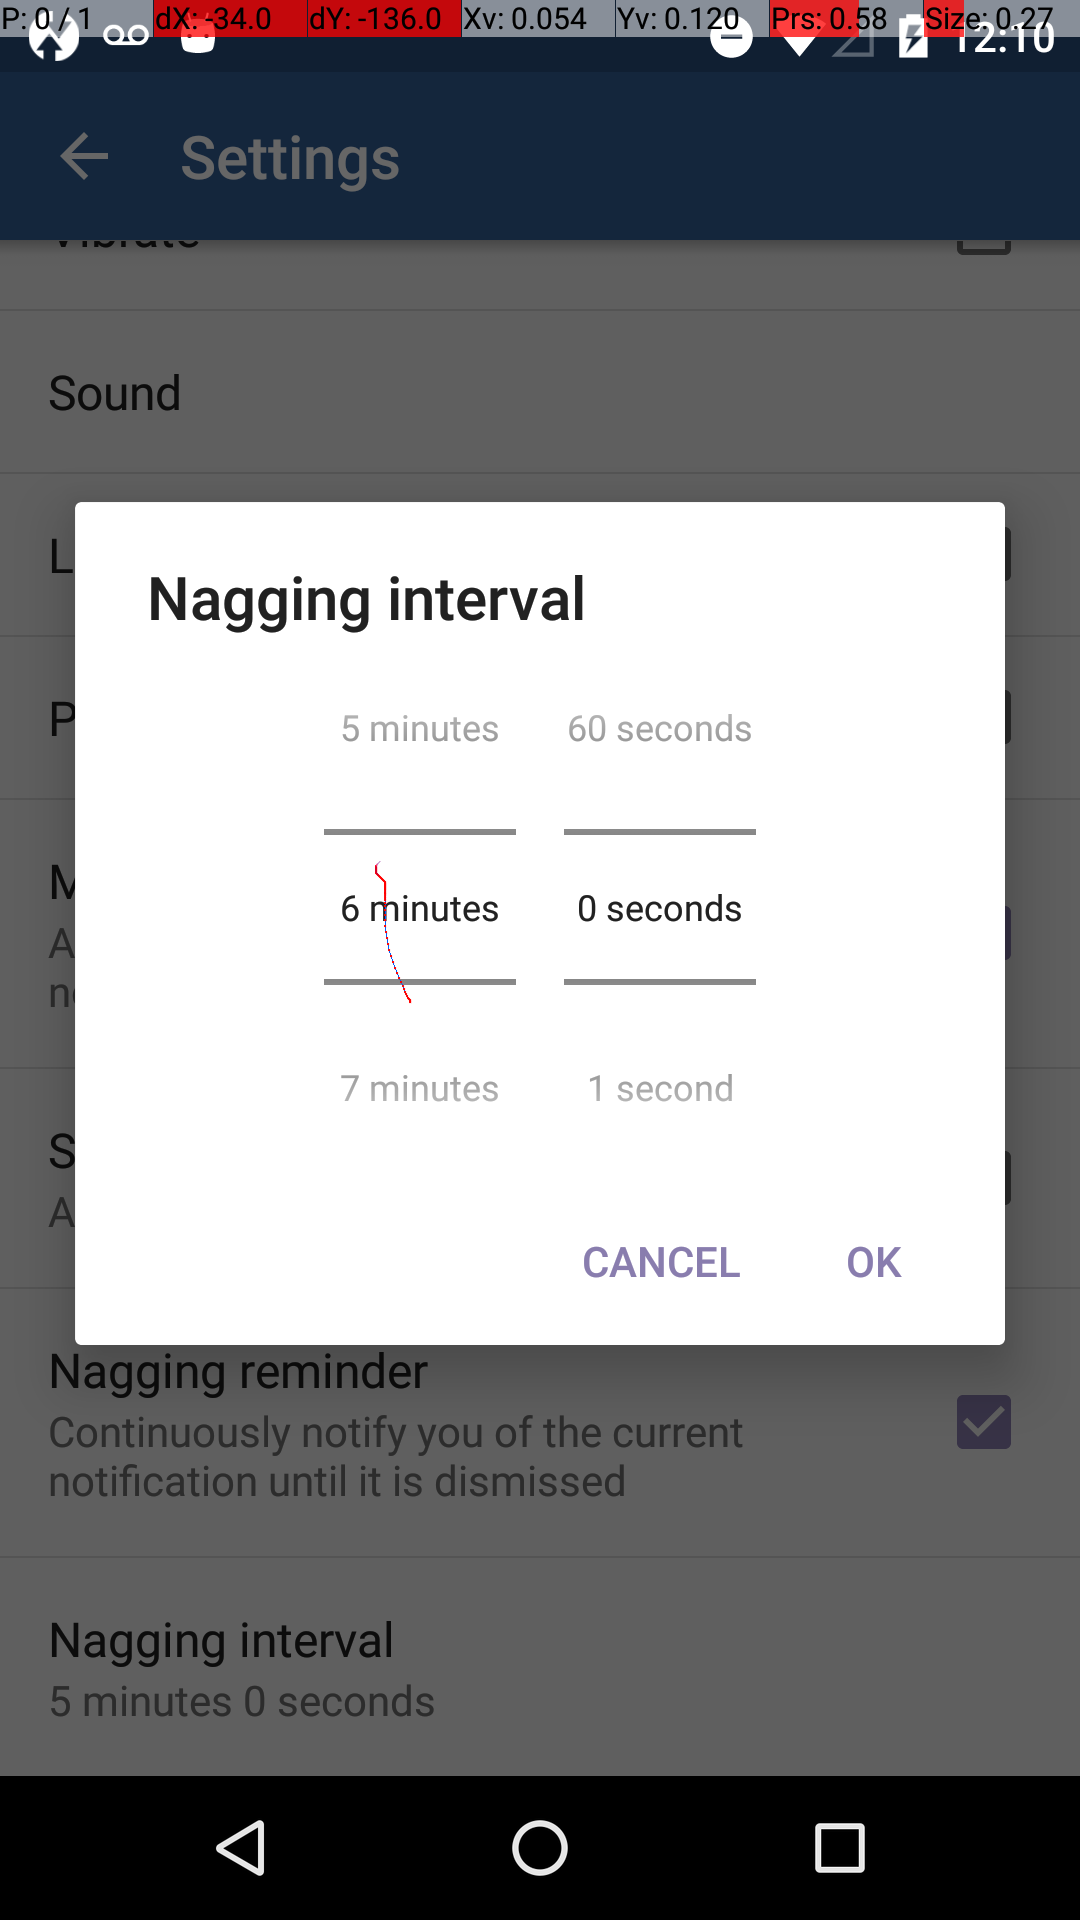 P: 0 / 1 dX: -34.0 dY: -136.0 Xv: 0.054 Yv: 0.120 Prs: 0.58 Size: 0.27
12:10
Settings
Vibrate
Sound
L
P
Nagging interval
5 minutes 60 seconds
6 minutes 0 seconds
7 minutes 1 second
CANCEL OK
M
A
S
A
Nagging reminder
Continuously notify you of the current
notification until it is dismissed
Nagging interval
5 minutes 0 seconds